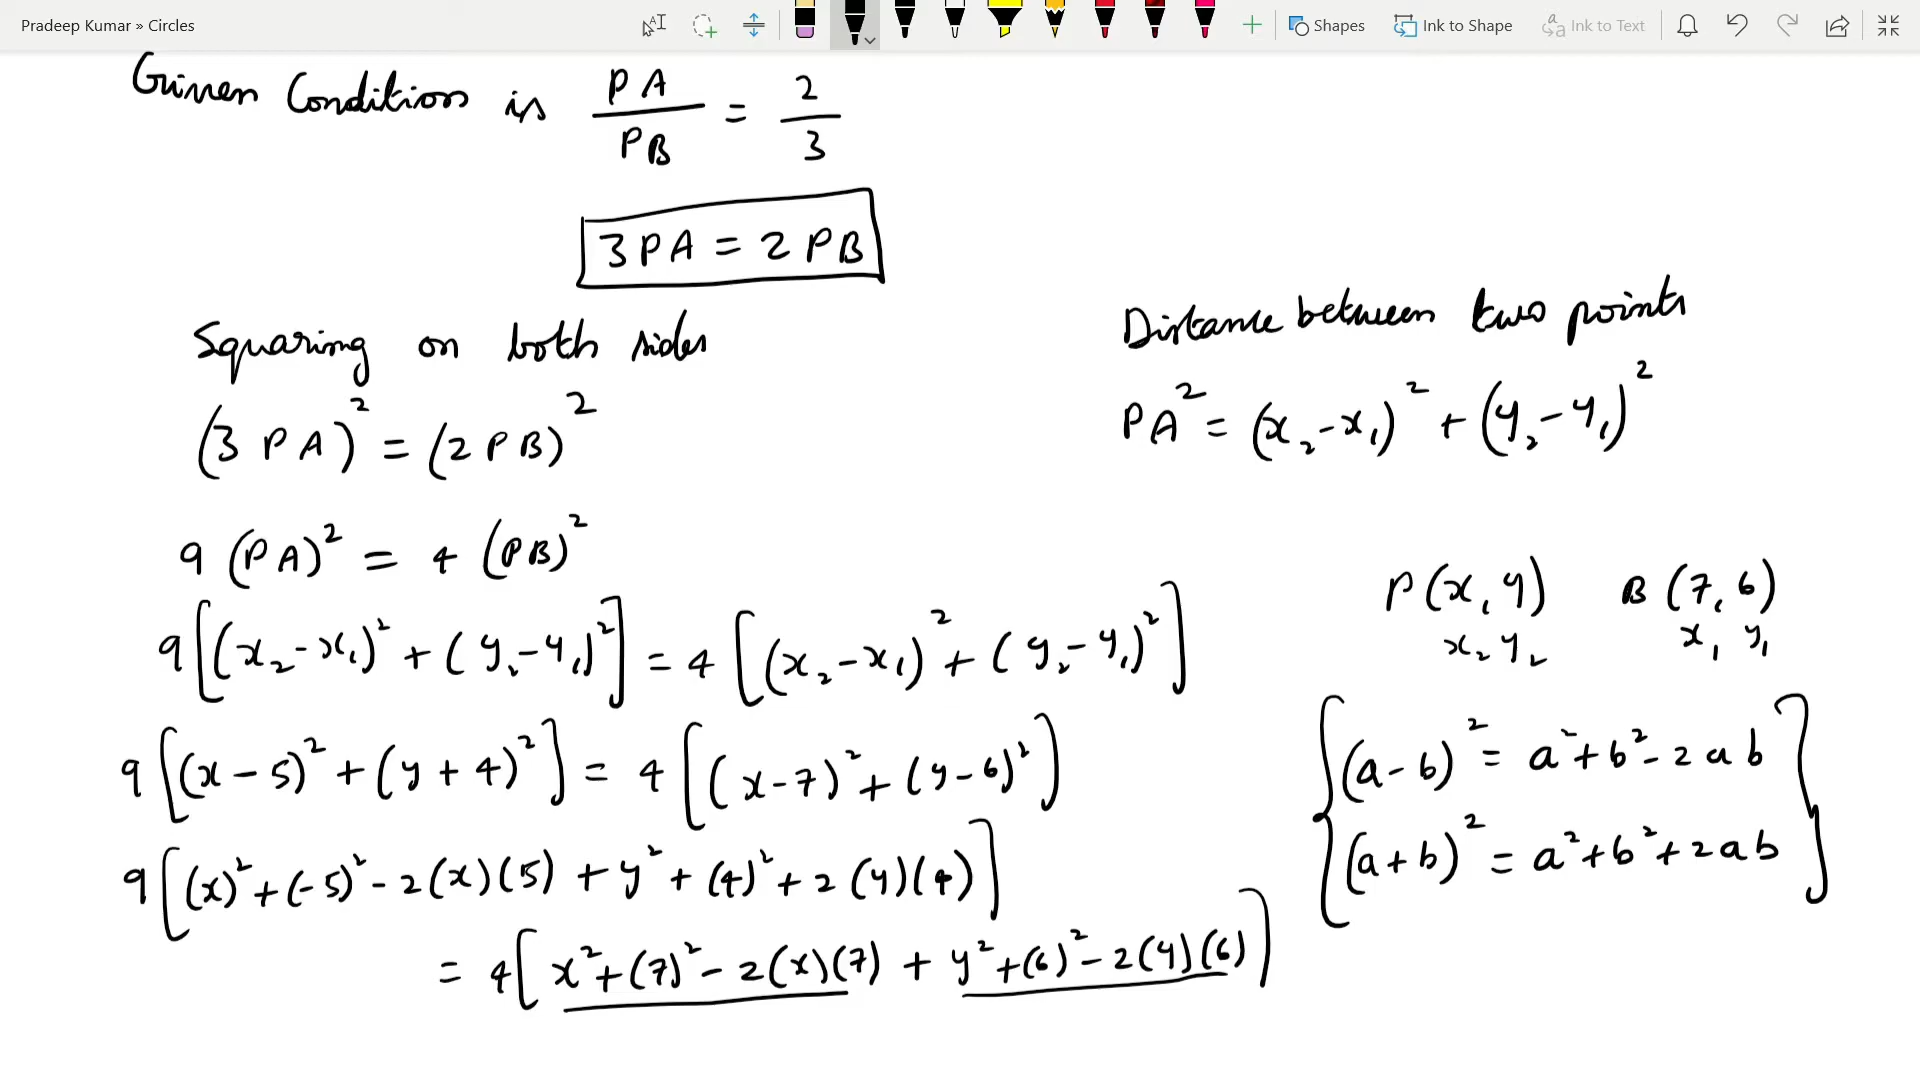 Pradeep Kumar » Circles
Shapes
Ink to Shape
Ink to Text
Given Condition is PA/PB = 2/3
3PA = 2PB
Squaring on both sides
(3 PA)² = (2 PB)²
9 (PA)² = 4 (PB)²
9[(x₂-x₁)² + (y₂-y₁)²] = 4[(x₂-x₁)² + (y₂-y₁)²]
9[(x-5)² + (y+4)²] = 4[(x-7)² + (y-6)²]
9[(x)² + (-5)² - 2(x)(5) + y² + (4)² + 2(y)(4)]
= 4[x² + (7)² - 2(x)(7) + y² + (6)² - 2(y)(6)]
Distance between two points
PA² = (x₂-x₁)² + (y₂-y₁)²
P(x, y) B(7, 6)
x₂ y₂ x₁ y₁
(a-b)² = a² + b² - 2ab
(a+b)² = a² + b² + 2ab